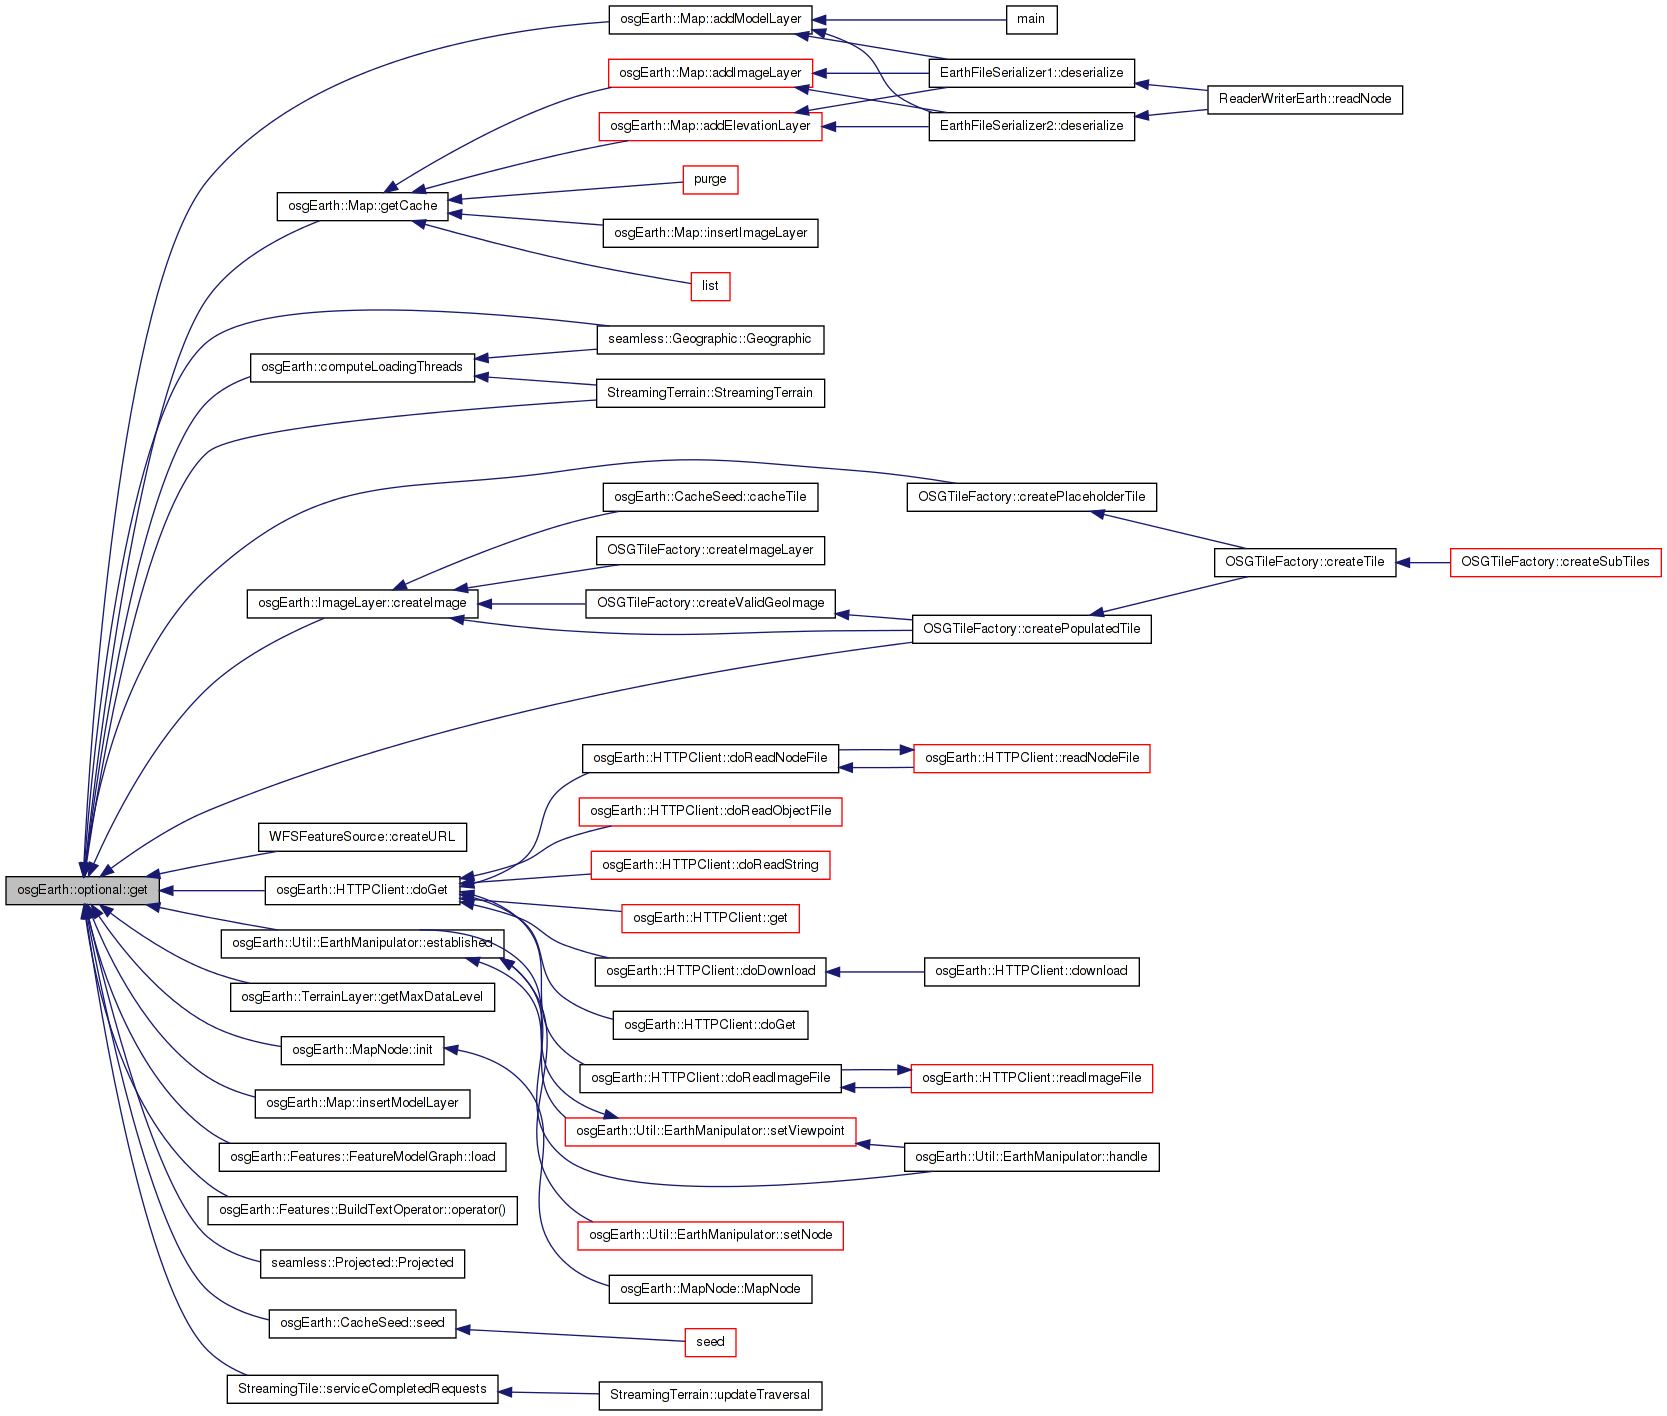 osgEarth::Map::addModelLayer
main
osgEarth::Map::addImageLayer
EarthFileSerializer1::deserialize
ReaderWriterEarth::readNode
osgEarth::Map::addElevationLayer
EarthFileSerializer2::deserialize
purge
osgEarth::Map::getCache
osgEarth::Map::insertImageLayer
list
seamless::Geographic::Geographic
osgEarth::computeLoadingThreads
StreamingTerrain::StreamingTerrain
osgEarth::CacheSeed::cacheTile
OSGTileFactory::createPlaceholderTile
OSGTileFactory::createImageLayer
OSGTileFactory::createTile
OSGTileFactory::createSubTiles
osgEarth::ImageLayer::createImage
OSGTileFactory::createValidGeoImage
OSGTileFactory::createPopulatedTile
osgEarth::HTTPClient::doReadNodeFile
osgEarth::HTTPClient::readNodeFile
osgEarth::HTTPClient::doReadObjectFile
WFSFeatureSource::createURL
osgEarth::HTTPClient::doReadString
osgEarth::optional::get
osgEarth::HTTPClient::doGet
osgEarth::HTTPClient::get
osgEarth::Util::EarthManipulator::established
osgEarth::HTTPClient::doDownload
osgEarth::HTTPClient::download
osgEarth::TerrainLayer::getMaxDataLevel
osgEarth::HTTPClient::doGet
osgEarth::MapNode::init
osgEarth::HTTPClient::doReadImageFile
osgEarth::HTTPClient::readImageFile
osgEarth::Map::insertModelLayer
osgEarth::Util::EarthManipulator::setViewpoint
osgEarth::Features::FeatureModelGraph::load
osgEarth::Util::EarthManipulator::handle
osgEarth::Features::BuildTextOperator::operator()
osgEarth::Util::EarthManipulator::setNode
seamless::Projected::Projected
osgEarth::MapNode::MapNode
osgEarth::CacheSeed::seed
seed
StreamingTile::serviceCompletedRequests
StreamingTerrain::updateTraversal